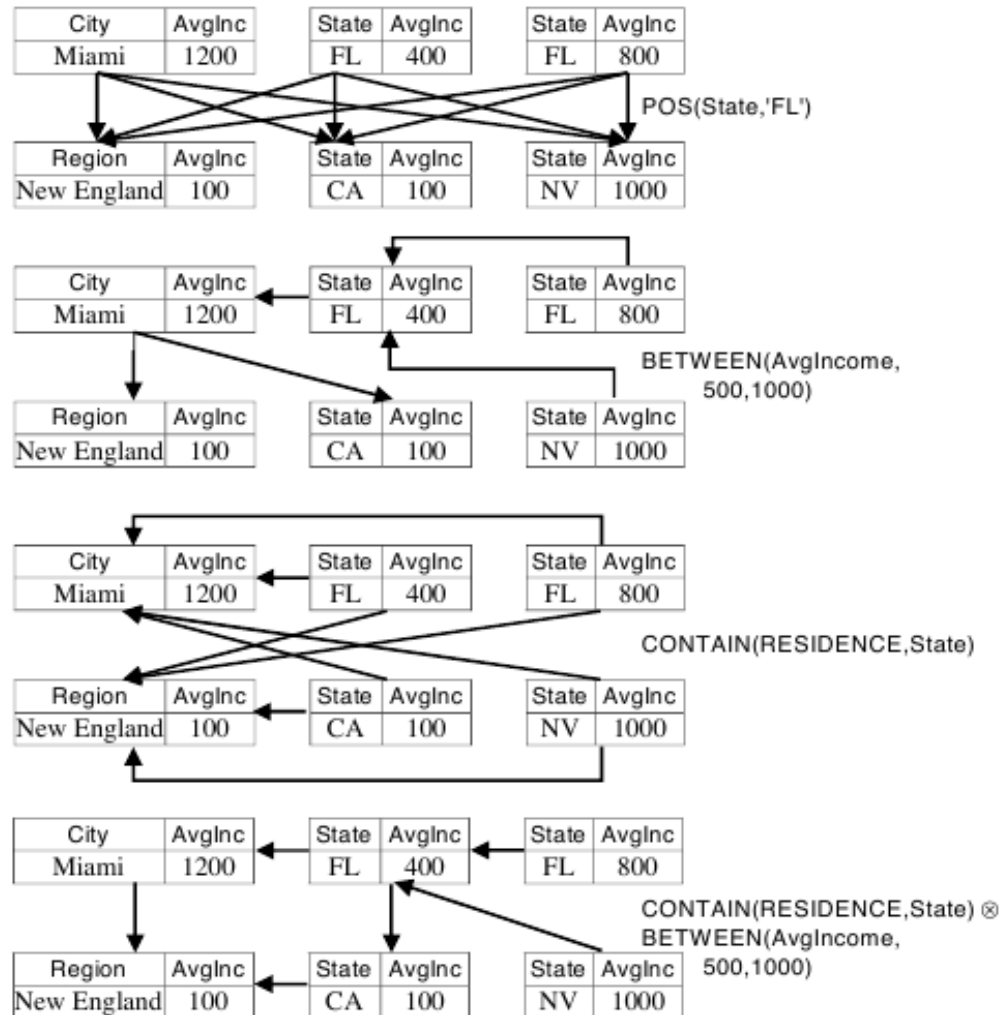 City AvgInc State AvgInc State AvgInc
Miami 1200 FL 400 FL 800
POS(State,'FL')
Region AvgInc State AvgInc State AvgInc
New England 100 CA 100 NV 1000
City AvgInc State AvgInc State AvgInc
Miami 1200 FL 400 FL 800
BETWEEN(AvgIncome,
500,1000)
Region AvgInc State AvgInc State AvgInc
New England 100 CA 100 NV 1000
City AvgInc State AvgInc State AvgInc
Miami 1200 FL 400 FL 800
CONTAIN(RESIDENCE,State)
Region AvgInc State AvgInc State AvgInc
New England 100 CA 100 NV 1000
City AvgInc State AvgInc State AvgInc
Miami 1200 FL 400 FL 800
CONTAIN(RESIDENCE,State) ⊗
BETWEEN(AvgIncome,
500,1000)
Region AvgInc State AvgInc State AvgInc
New England 100 CA 100 NV 1000